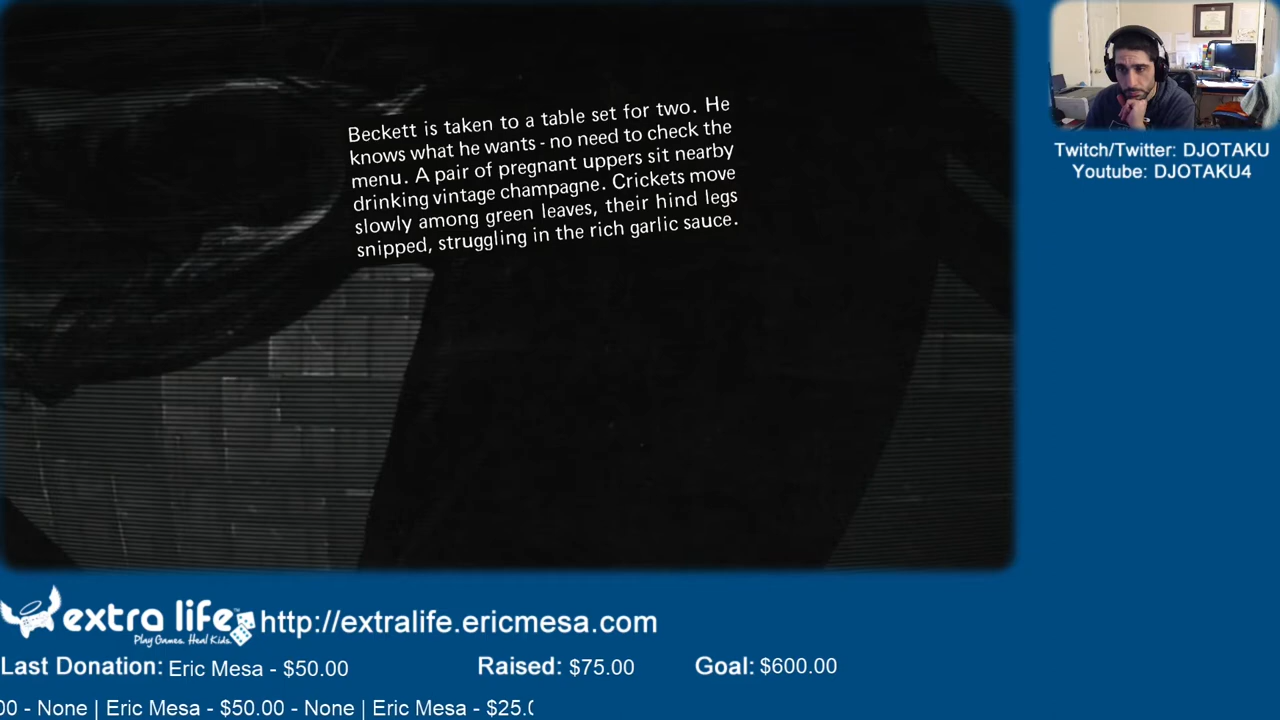 Beckett is taken to a table set for two. He
knows what he wants - no need to check the
menu. A pair of pregnant uppers sit nearby
drinking vintage champagne. Crickets move
slowly among green leaves, their hind legs
snipped, struggling in the rich garlic sauce.
Twitch/Twitter: DJOTAKU
Youtube: DJOTAKU4
extra life
Play Games. Heal Kids.
http://extralife.ericmesa.com
Last Donation: Eric Mesa - $50.00
Raised: $75.00
Goal: $600.00
00 - None | Eric Mesa - $50.00 - None | Eric Mesa - $25.0